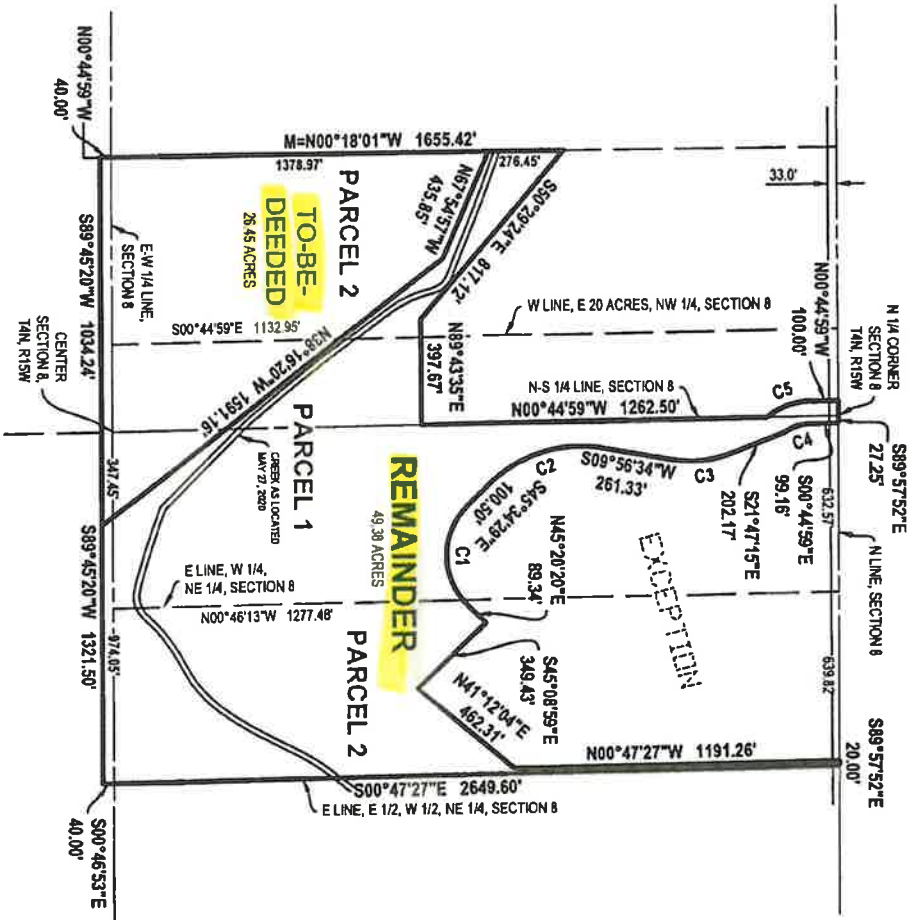 N 1/4 CORNER
SECTION 8
T4N, R15W
S89°57'52"E
27.25'
N LINE, SECTION 8
S89°57'52"E
20.00'
33.0'
N00°44'59"W
100.00'
632.57'
639.82'
C5
C4
S00°44'59"E
99.16'
S21°47'15"E
202.17'
C3
S09°56'34"W
261.33'
C2
S45°34'29"E
100.50'
C1
N45°20'20"E
89.34'
S45°08'59"E
349.43'
N41°12'04"E
462.31'
N00°47'27"W 1191.26'
EXCEPTION
W LINE, E 20 ACRES, NW 1/4, SECTION 8
N-S 1/4 LINE, SECTION 8
N00°44'59"W 1262.50'
N89°43'35"E
397.67'
S50°29'24"E 817.12'
276.45'
M=N00°18'01"W 1655.42'
1378.97'
N67°54'57"W
435.85'
PARCEL 2
TO-BE-
DEEDED
26.45 ACRES
S00°44'59"E 1132.95'
N38°16'20"W 1591.16'
PARCEL 1
CREEK AS LOCATED
MAY 27, 2020
REMAINDER
49.38 ACRES
PARCEL 2
E LINE, W 1/4,
NE 1/4, SECTION 8
N00°46'13"W 1277.48'
S00°47'27"E 2649.60'
E LINE, E 1/2, W 1/2, NE 1/4, SECTION 8
N00°44'59"W
40.00'
E-W 1/4 LINE,
SECTION 8
S89°45'20"W 1034.24'
CENTER
SECTION 8,
T4N, R15W
347.45'
S89°45'20"W 1321.50'
974.05'
S00°46'53"E
40.00'